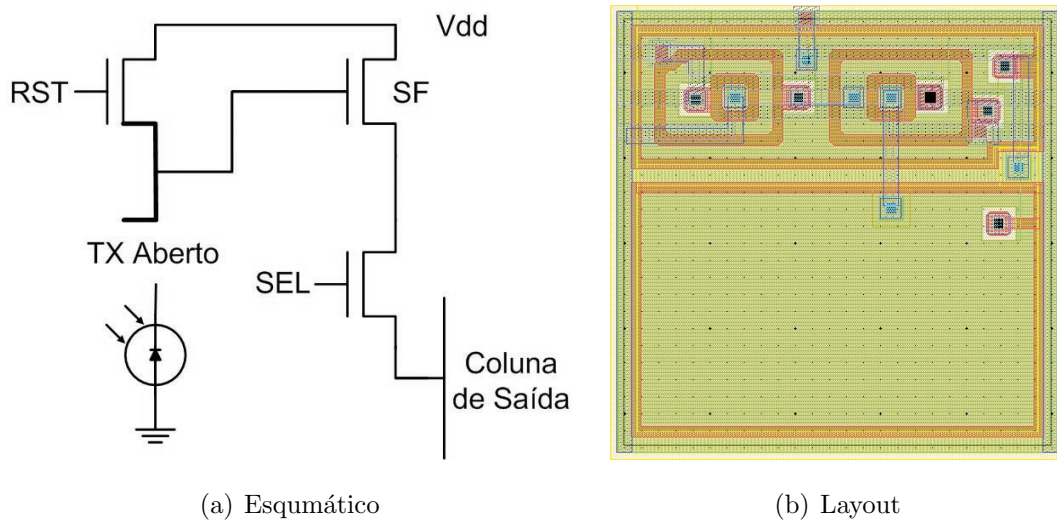 Vdd
RST
SF
TX Aberto
SEL
Coluna
de Saída
(a) Esqumático
(b) Layout